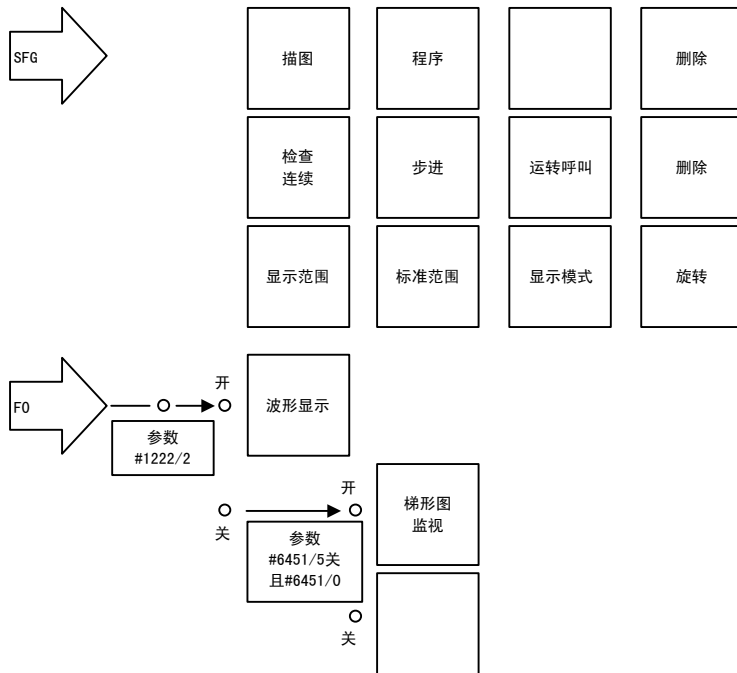 SFG
描图
程序
删除
检查
连续
步进
运转呼叫
删除
显示范围
标准范围
显示模式
旋转
F0
开
波形显示
参数
#1222/2
关
开
梯形图
监视
参数
#6451/5关
且#6451/0
关